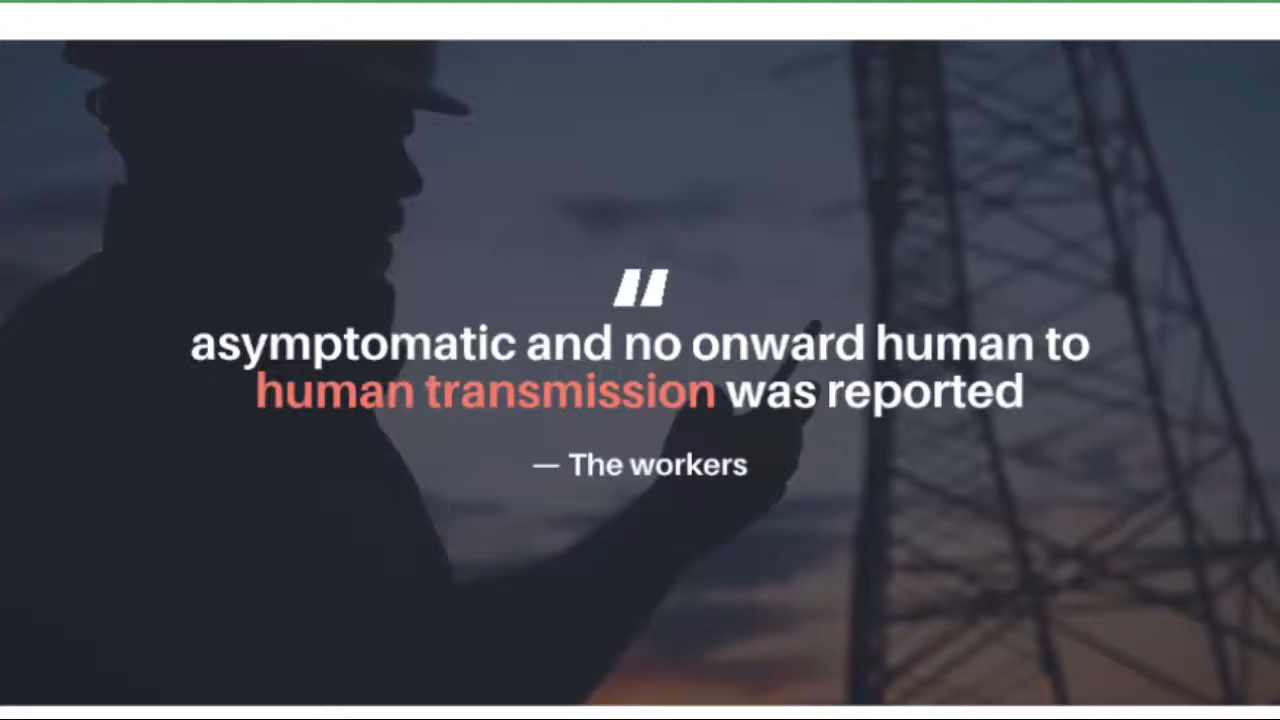 "
asymptomatic and no onward human to
human transmission was reported
— The workers